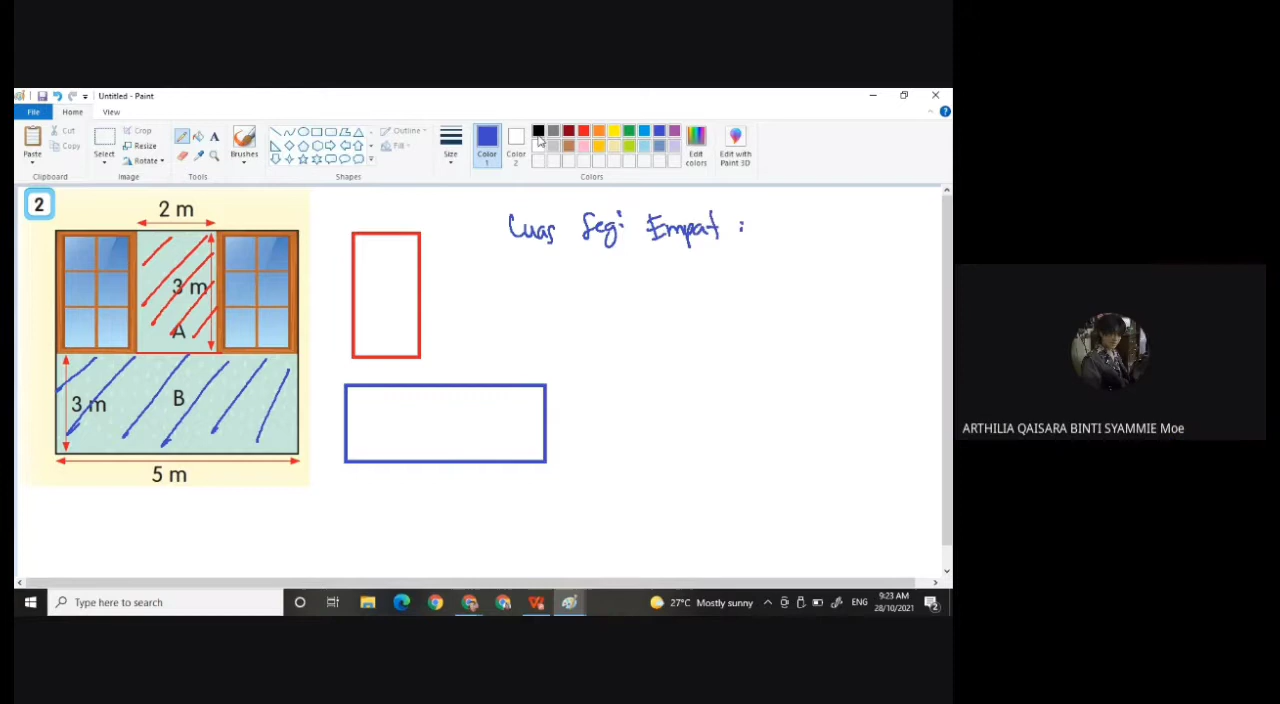 Untitled - Paint
File Home View
Paste
Cut
Copy
Clipboard
Select
Crop
Resize
Rotate
Image
Tools
Brushes
Shapes
Outline
Fill
Size
Color 1
Color 2
Edit colors
Colors
Edit with Paint 3D
2
2 m
3 m
A
3 m
B
5 m
Luas Segi Empat :
ARTHILIA QAISARA BINTI SYAMMIE Moe
Type here to search
27°C Mostly sunny
ENG
9:23 AM
28/10/2021
2